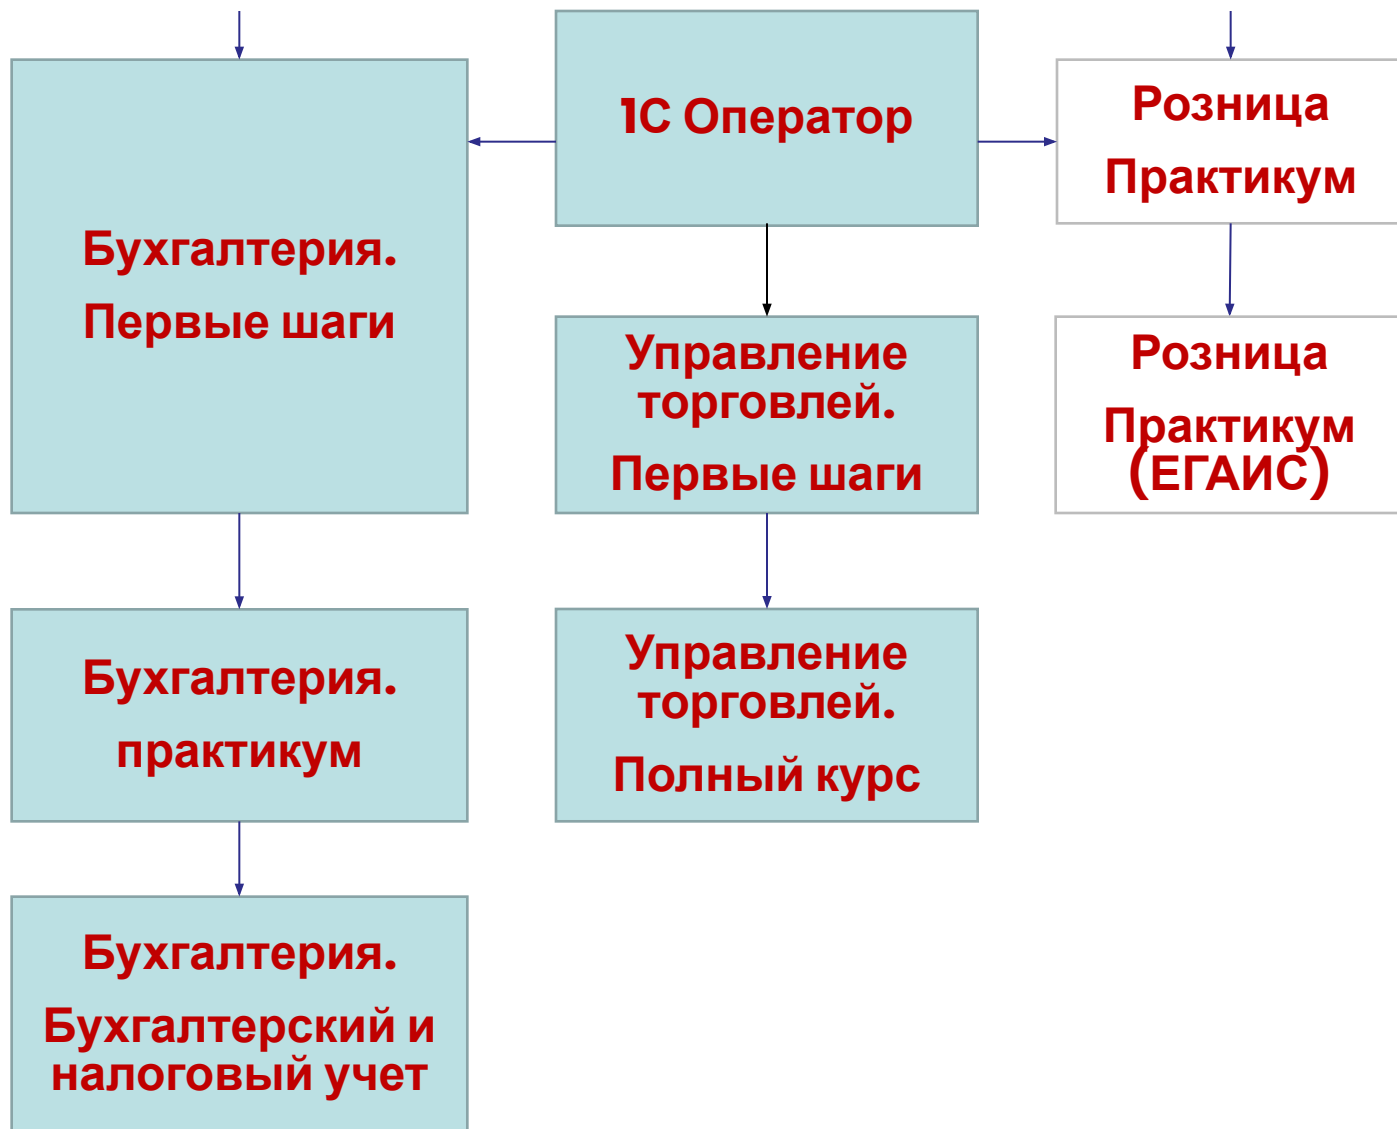 1С Оператор
Бухгалтерия.
Первые шаги
Розница
Практикум
Управление
торговлей.
Первые шаги
Розница
Практикум
(ЕГАИС)
Бухгалтерия.
практикум
Управление
торговлей.
Полный курс
Бухгалтерия.
Бухгалтерский и
налоговый учет